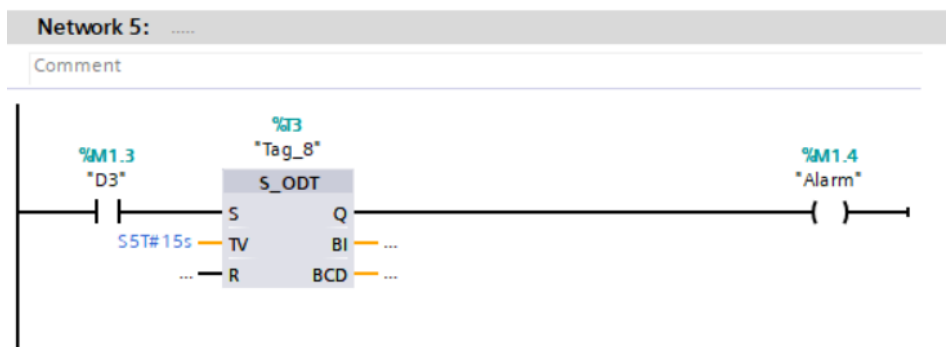 Network 5: .....
Comment
%T3
"Tag_8"
%M1.3
"D3"
%M1.4
"Alarm"
S_ODT
S Q
S5T#15s TV BI ...
... R BCD ...